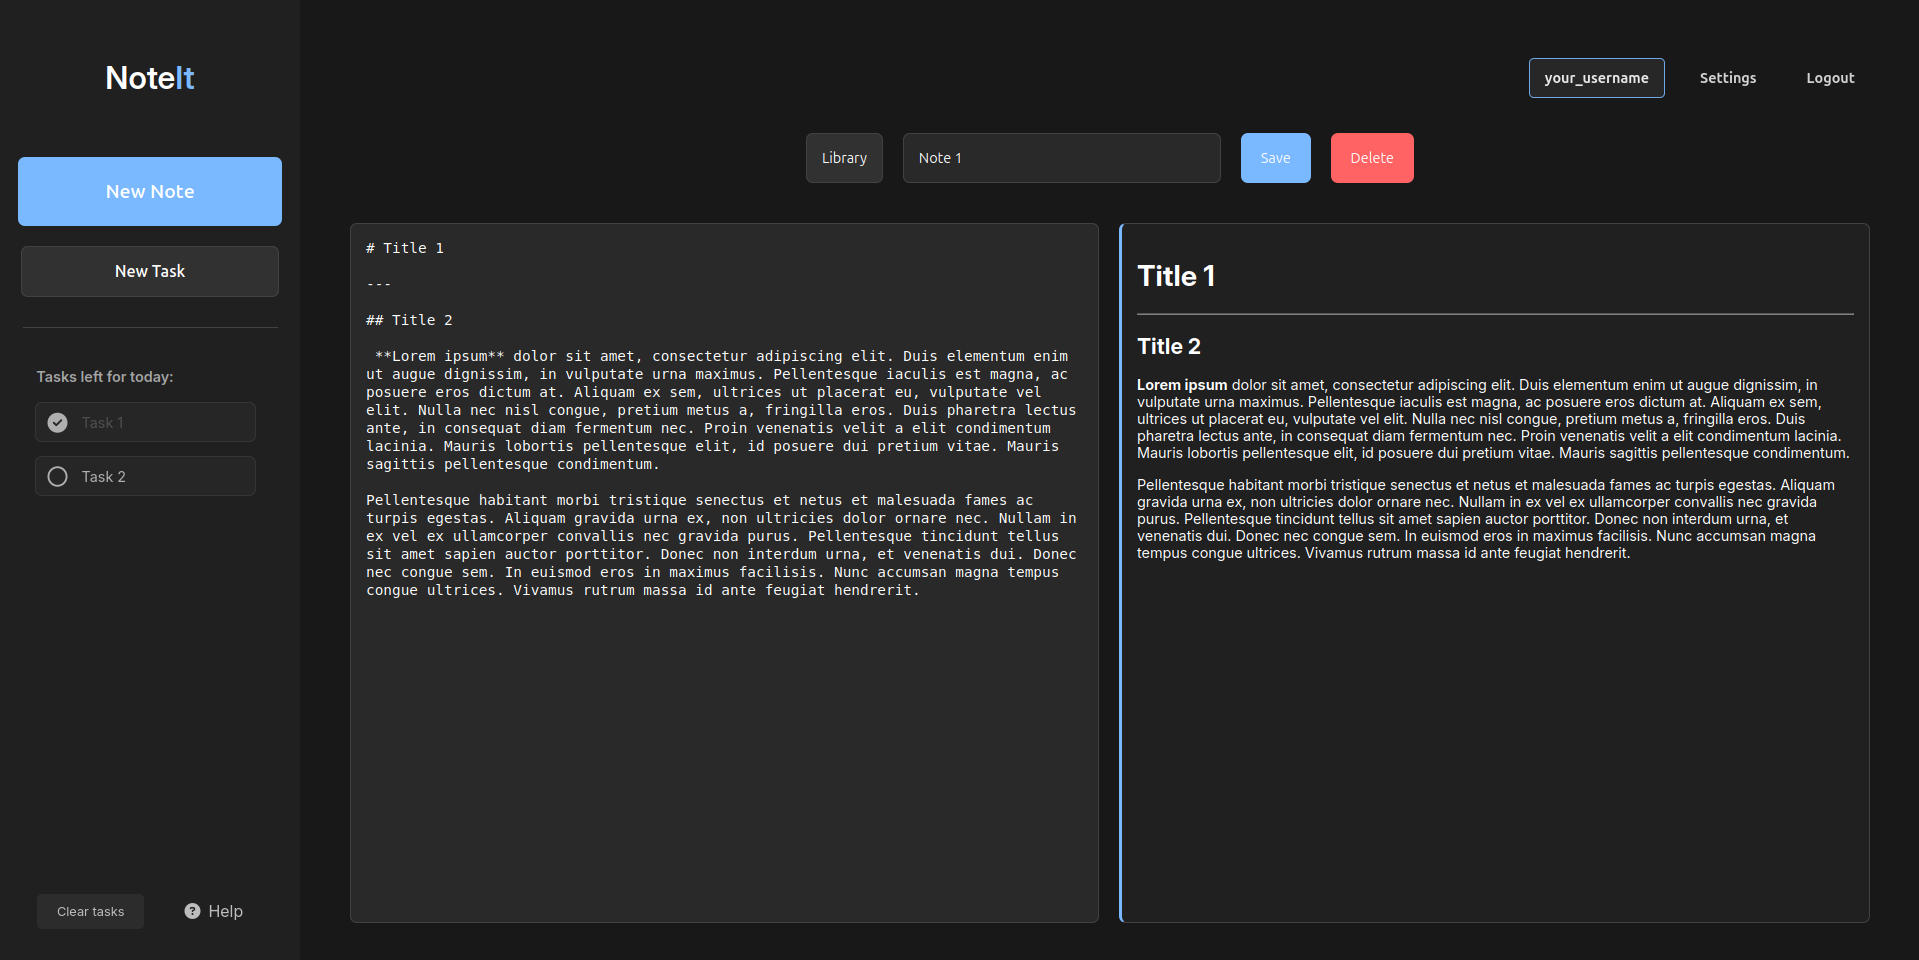 NoteIt
your_username Settings Logout
Library Note 1 Save Delete
New Note
New Task
Tasks left for today:
Task 1
Task 2
Clear tasks Help
# Title 1
---
## Title 2
**Lorem ipsum** dolor sit amet, consectetur adipiscing elit. Duis elementum enim
ut augue dignissim, in vulputate urna maximus. Pellentesque iaculis est magna, ac
posuere eros dictum at. Aliquam ex sem, ultrices ut placerat eu, vulputate vel
elit. Nulla nec nisl congue, pretium metus a, fringilla eros. Duis pharetra lectus
ante, in consequat diam fermentum nec. Proin venenatis velit a elit condimentum
lacinia. Mauris lobortis pellentesque elit, id posuere dui pretium vitae. Mauris
sagittis pellentesque condimentum.
Pellentesque habitant morbi tristique senectus et netus et malesuada fames ac
turpis egestas. Aliquam gravida urna ex, non ultricies dolor ornare nec. Nullam in
ex vel ex ullamcorper convallis nec gravida purus. Pellentesque tincidunt tellus
sit amet sapien auctor porttitor. Donec non interdum urna, et venenatis dui. Donec
nec congue sem. In euismod eros in maximus facilisis. Nunc accumsan magna tempus
congue ultrices. Vivamus rutrum massa id ante feugiat hendrerit.
Title 1
Title 2
Lorem ipsum dolor sit amet, consectetur adipiscing elit. Duis elementum enim ut augue dignissim, in
vulputate urna maximus. Pellentesque iaculis est magna, ac posuere eros dictum at. Aliquam ex sem,
ultrices ut placerat eu, vulputate vel elit. Nulla nec nisl congue, pretium metus a, fringilla eros. Duis
pharetra lectus ante, in consequat diam fermentum nec. Proin venenatis velit a elit condimentum lacinia.
Mauris lobortis pellentesque elit, id posuere dui pretium vitae. Mauris sagittis pellentesque condimentum.
Pellentesque habitant morbi tristique senectus et netus et malesuada fames ac turpis egestas. Aliquam
gravida urna ex, non ultricies dolor ornare nec. Nullam in ex vel ex ullamcorper convallis nec gravida
purus. Pellentesque tincidunt tellus sit amet sapien auctor porttitor. Donec non interdum urna, et
venenatis dui. Donec nec congue sem. In euismod eros in maximus facilisis. Nunc accumsan magna
tempus congue ultrices. Vivamus rutrum massa id ante feugiat hendrerit.